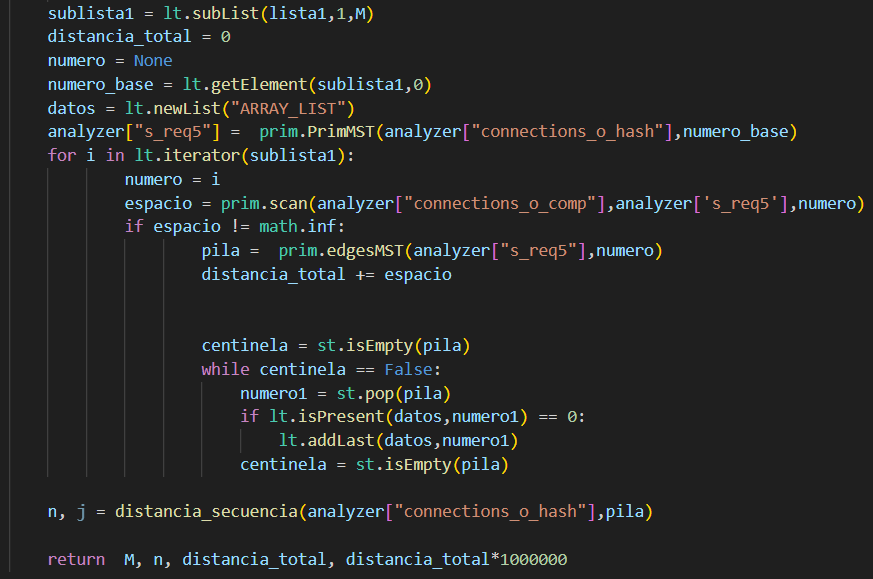 sublista1 = lt.subList(lista1,1,M)
distancia_total = 0
numero = None
numero_base = lt.getElement(sublista1,0)
datos = lt.newList("ARRAY_LIST")
analyzer["s_req5"] =  prim.PrimMST(analyzer["connections_o_hash"],numero_base)
for i in lt.iterator(sublista1):
        numero = i
        espacio = prim.scan(analyzer["connections_o_comp"],analyzer['s_req5'],numero)
        if espacio != math.inf:
                pila =  prim.edgesMST(analyzer["s_req5"],numero)
                distancia_total += espacio
                centinela = st.isEmpty(pila)
                while centinela == False:
                    numero1 = st.pop(pila)
                    if lt.isPresent(datos,numero1) == 0:
                        lt.addLast(datos,numero1)
                    centinela = st.isEmpty(pila)
n, j = distancia_secuencia(analyzer["connections_o_hash"],pila)
return  M, n, distancia_total, distancia_total*1000000